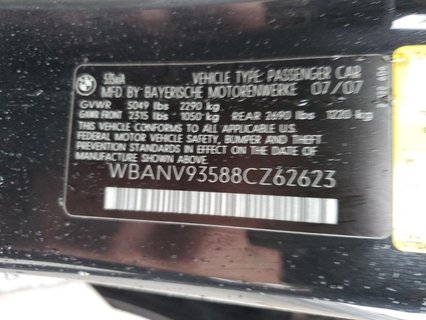 BMW 535xiA VEHICLE TYPE: PASSENGER CAR
MFD BY BAYERISCHE MOTORENWERKE 07/07
GVWR 5049 lbs 2290 kg
GAWR FRONT 2315 lbs 1050 kg REAR 2690 lbs 1220 kg
THIS VEHICLE CONFORMS TO ALL APPLICABLE
FEDERAL MOTOR VEHICLE SAFETY, BUMPER AND THEFT
PREVENTION STANDARDS IN EFFECT ON THE DATE OF
MANUFACTURE SHOWN ABOVE
WBANV93588CZ62623